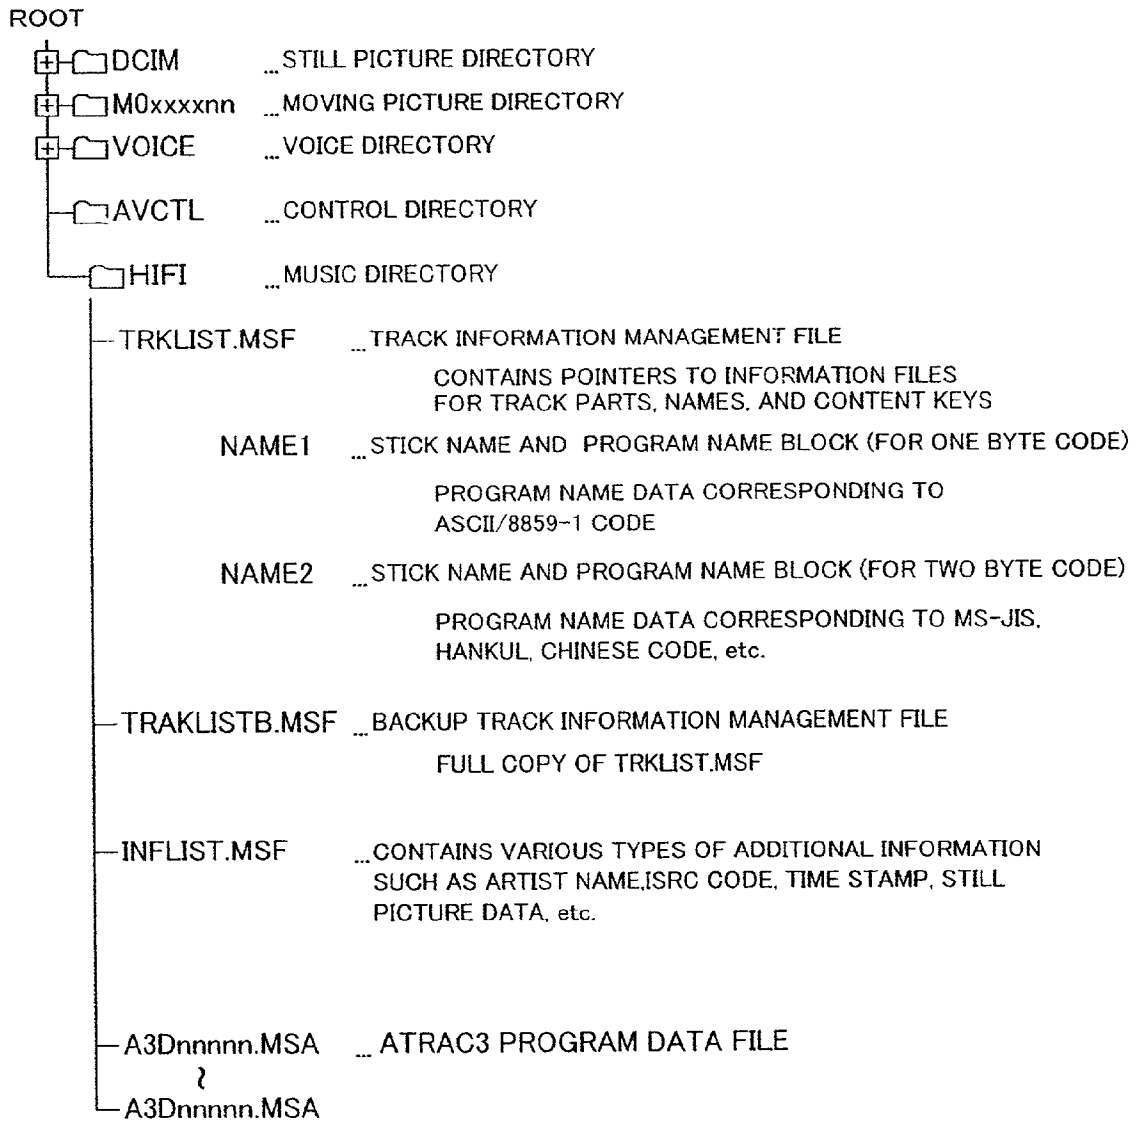 ROOT
DCIM ...STILL PICTURE DIRECTORY
M0xxxxnn ...MOVING PICTURE DIRECTORY
VOICE ...VOICE DIRECTORY
AVCTL ...CONTROL DIRECTORY
HIFI ...MUSIC DIRECTORY
TRKLIST.MSF ...TRACK INFORMATION MANAGEMENT FILE
CONTAINS POINTERS TO INFORMATION FILES
FOR TRACK PARTS, NAMES, AND CONTENT KEYS
NAME1 ...STICK NAME AND PROGRAM NAME BLOCK (FOR ONE BYTE CODE)
PROGRAM NAME DATA CORRESPONDING TO
ASCII/8859-1 CODE
NAME2 ...STICK NAME AND PROGRAM NAME BLOCK (FOR TWO BYTE CODE)
PROGRAM NAME DATA CORRESPONDING TO MS-JIS,
HANKUL, CHINESE CODE, etc.
TRAKLISTB.MSF ...BACKUP TRACK INFORMATION MANAGEMENT FILE
FULL COPY OF TRKLIST.MSF
INFLIST.MSF ...CONTAINS VARIOUS TYPES OF ADDITIONAL INFORMATION
SUCH AS ARTIST NAME,ISRC CODE, TIME STAMP, STILL
PICTURE DATA, etc.
A3Dnnnnn.MSA ... ATRAC3 PROGRAM DATA FILE
~
A3Dnnnnn.MSA